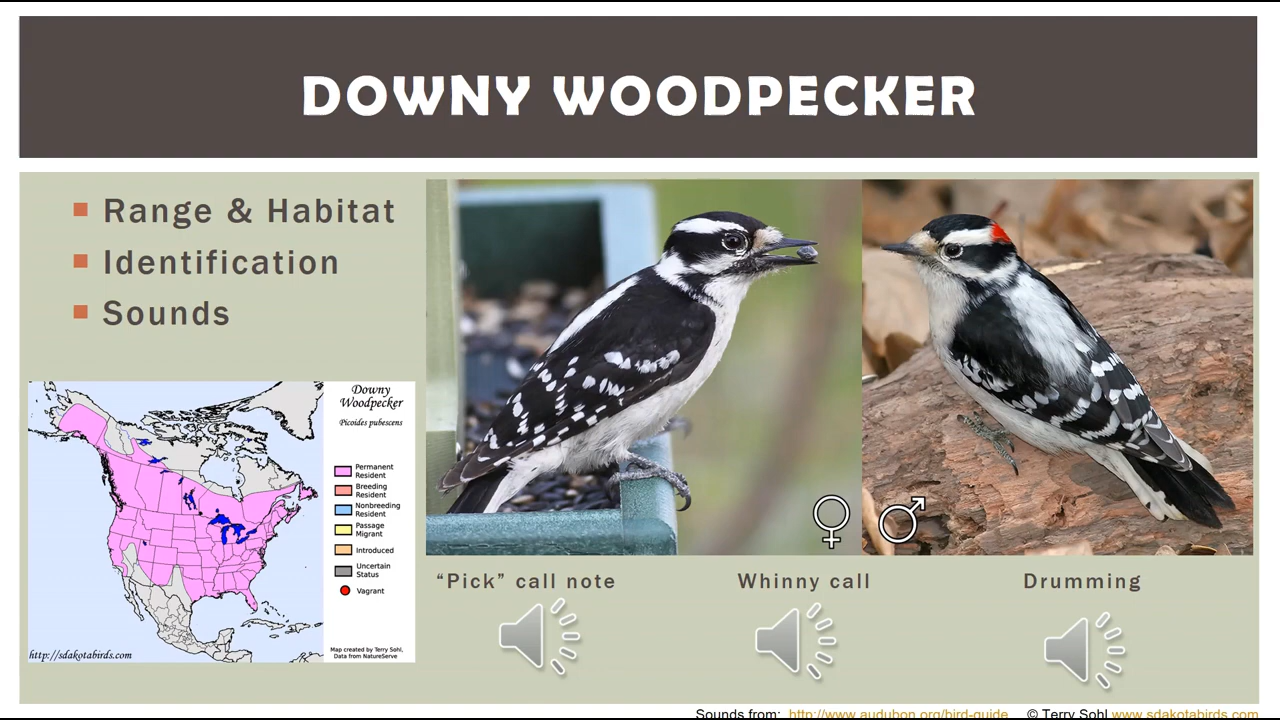 DOWNY WOODPECKER
Range & Habitat
Identification
Sounds
Downy
Woodpecker
Picoides pubescens
Permanent
Resident
Breeding
Resident
Nonbreeding
Resident
Passage
Migrant
Introduced
Uncertain
Status
Vagrant
Map created by Terry Sohl,
Data from NatureServe
http://sdakotabirds.com
“Pick” call note
Whinny call
Drumming
Sounds from: http://www.audubon.org/bird-guide © Terry Sohl www.sdakotabirds.com